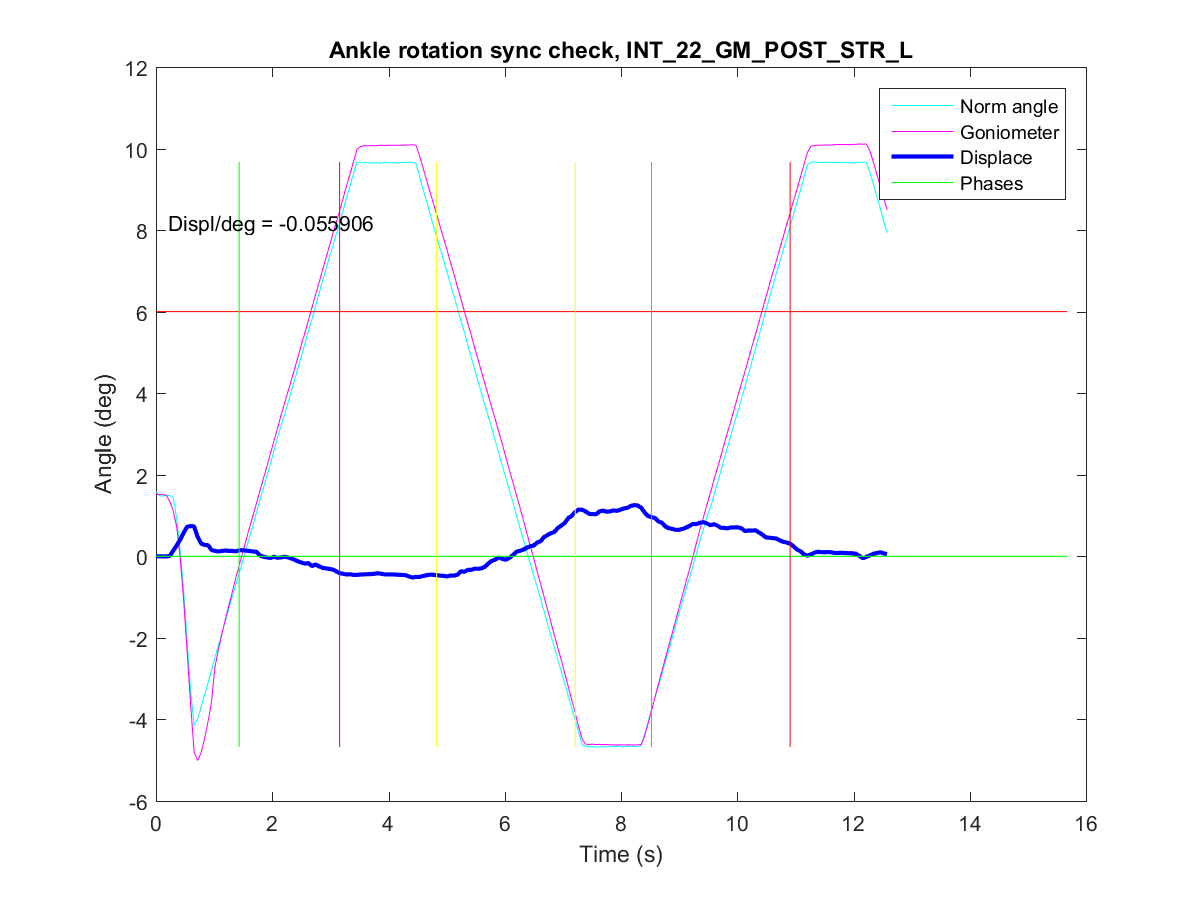 Ankle rotation sync check, INT_22_GM_POST_STR_L
12
10
8
6
4
2
0
-2
-4
-6
Angle (deg)
Norm angle
Goniometer
Displace
Phases
Displ/deg = -0.055906
0 2 4 6 8 10 12 14 16
Time (s)